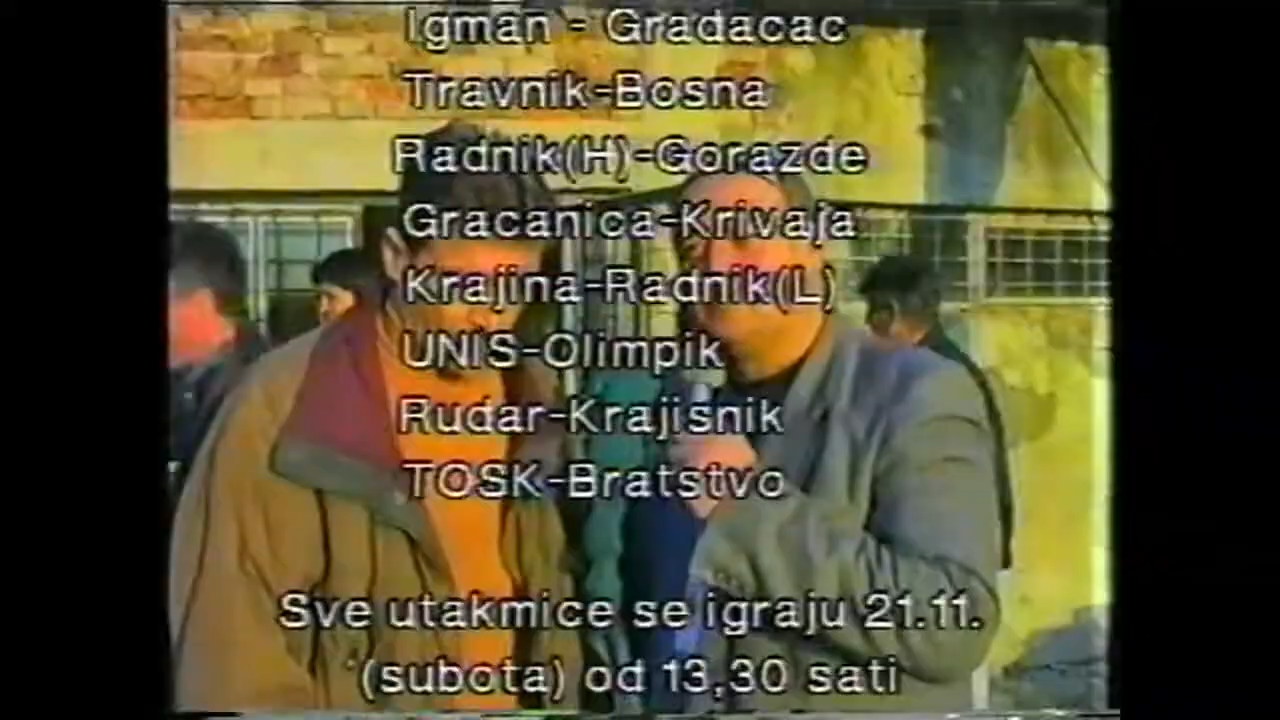 Igman - Gradacac
Travnik-Bosna
Radnik(H)-Gorazde
Gracanica-Krivaja
Krajina-Radnik(L)
UNIS-Olimpik
Rudar-Krajisnik
TOSK-Bratstvo
Sve utakmice se igraju 21.11.
(subota) od 13,30 sati